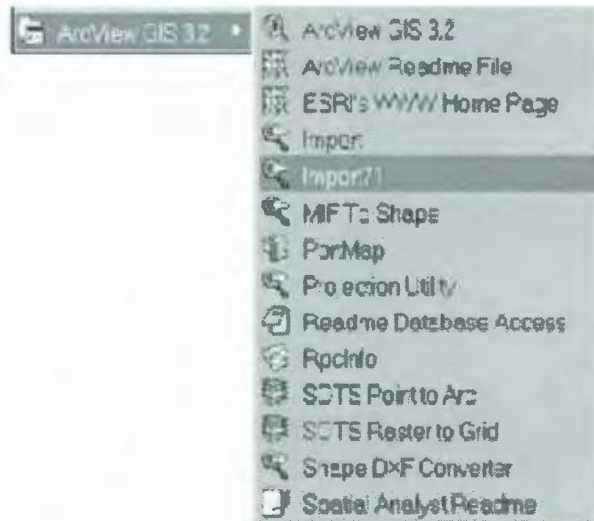 ArcView GIS 3.2
ArcView GIS 3.2
ArcView Readme File
ESRI's WWW Home Page
Import
Import71
MIF To Shape
PortMap
Projection Utility
Readme Database Access
RpcInfo
SDTS Point to Arc
SDTS Raster to Grid
Shape DXF Converter
Spatial Analyst Readme